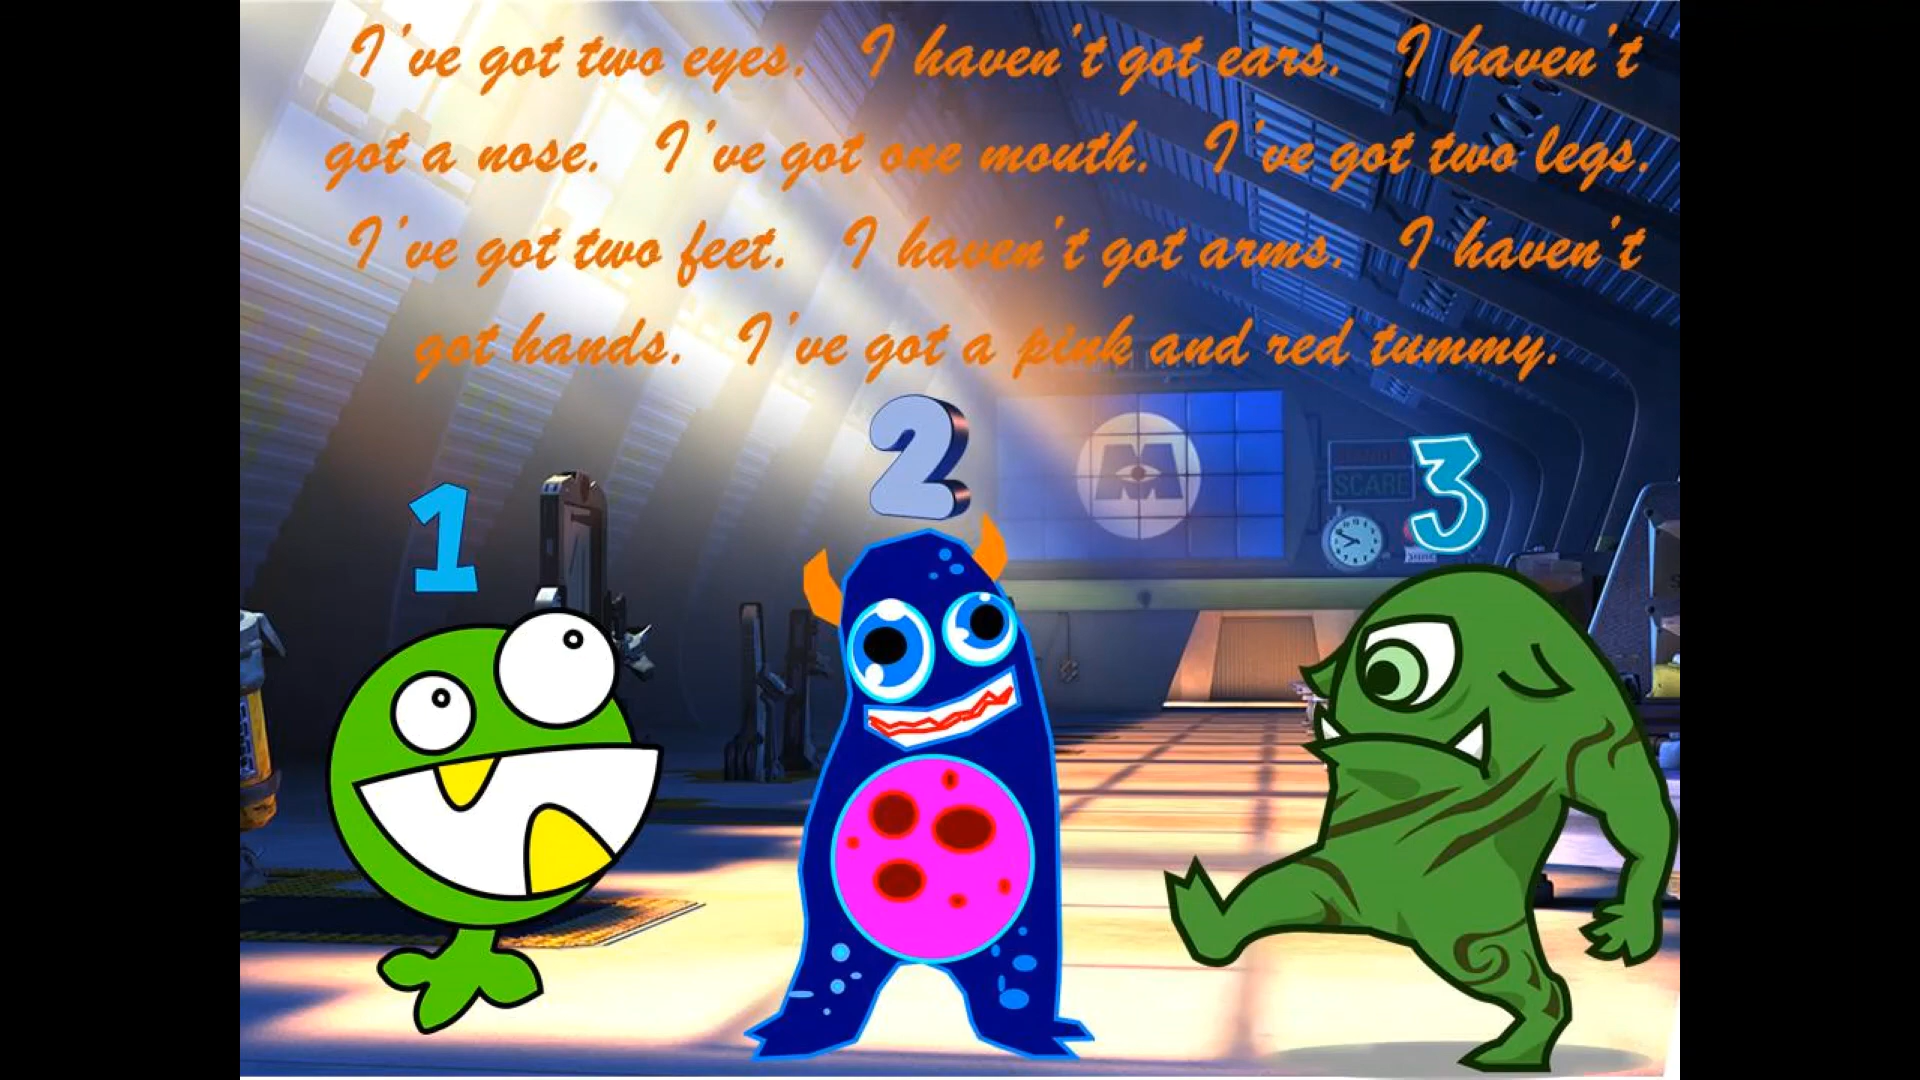 I've got two eyes. I haven't got ears. I haven't
got a nose. I've got one mouth. I've got two legs.
I've got two feet. I haven't got arms. I haven't
got hands. I've got a pink and red tummy.
2
1
3
M
SCARE